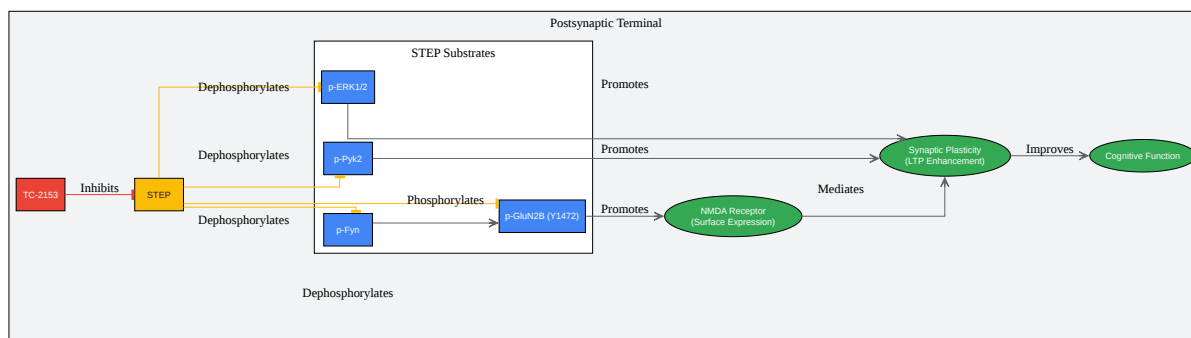 Postsynaptic Terminal
STEP Substrates
Dephosphorylates
p-ERK1/2
Promotes
Dephosphorylates
p-Pyk2
Promotes
Synaptic Plasticity
(LTP Enhancement)
Improves
Cognitive Function
TC-2153
Inhibits
STEP
Phosphorylates
Mediates
Dephosphorylates
p-Fyn
p-GluN2B (Y1472)
Promotes
NMDA Receptor
(Surface Expression)
Dephosphorylates